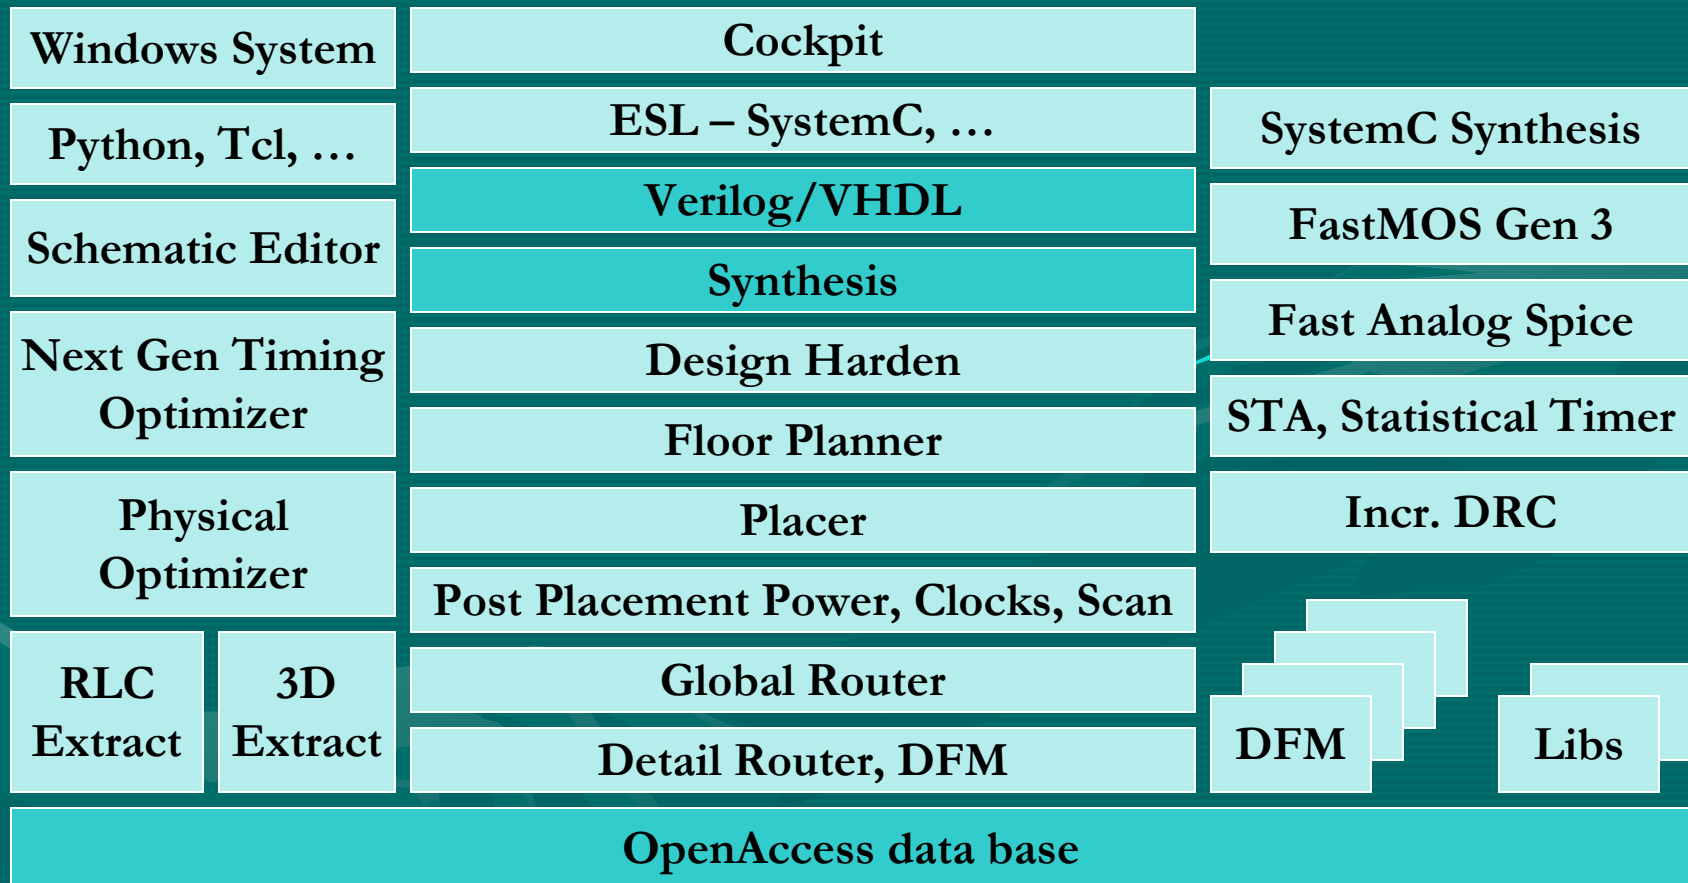 Windows System
Python, Tcl, …
Schematic Editor
Next Gen Timing
Optimizer
Physical
Optimizer
RLC
Extract
3D
Extract
Cockpit
ESL – SystemC, …
Verilog/VHDL
Synthesis
Design Harden
Floor Planner
Placer
Post Placement Power, Clocks, Scan
Global Router
Detail Router, DFM
SystemC Synthesis
FastMOS Gen 3
Fast Analog Spice
STA, Statistical Timer
Incr. DRC
DFM
Libs
OpenAccess data base